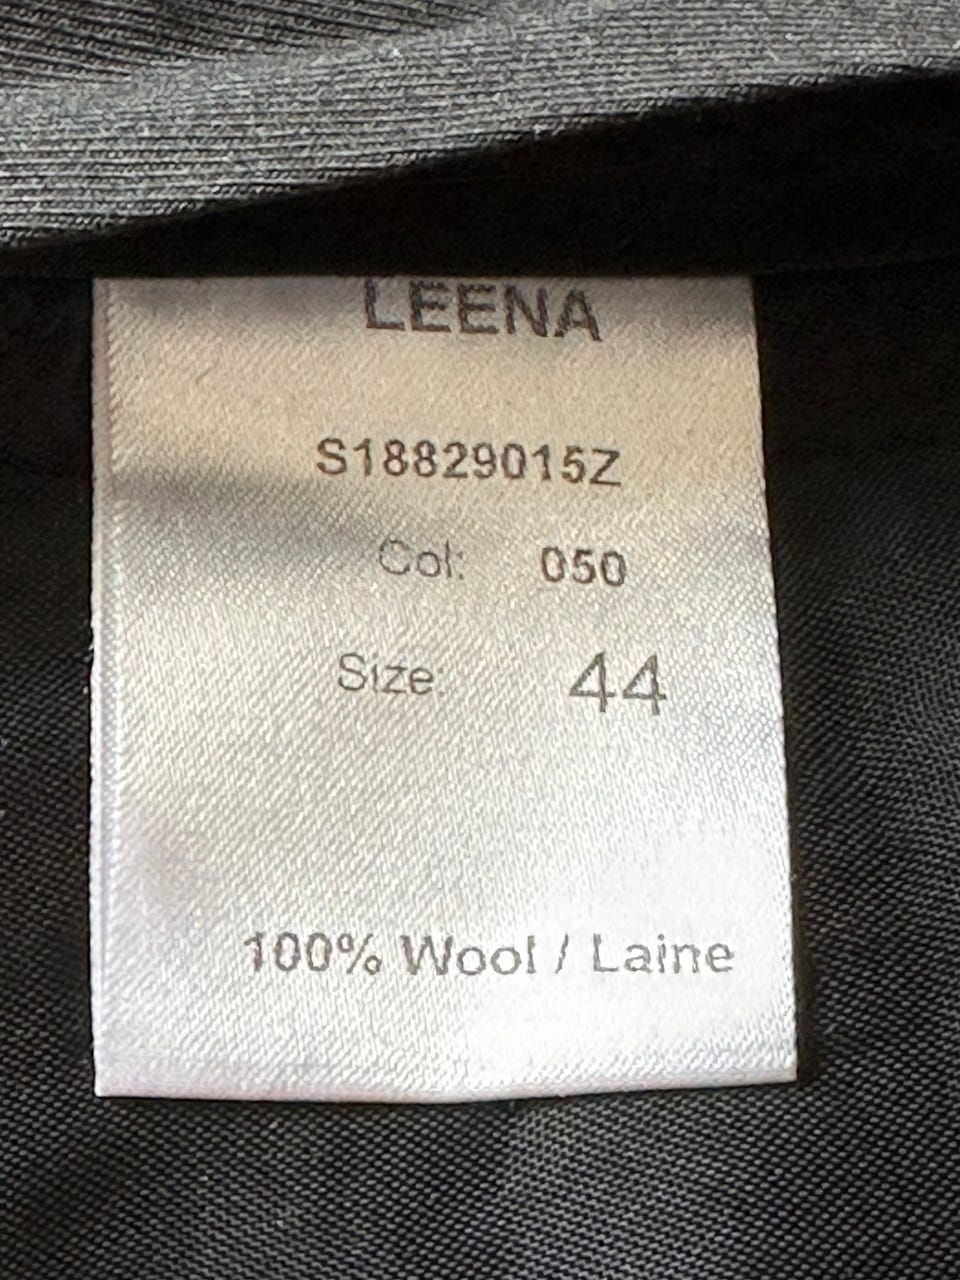 LEENA
S18829015Z
Col: 050
Size: 44
100% Wool / Laine